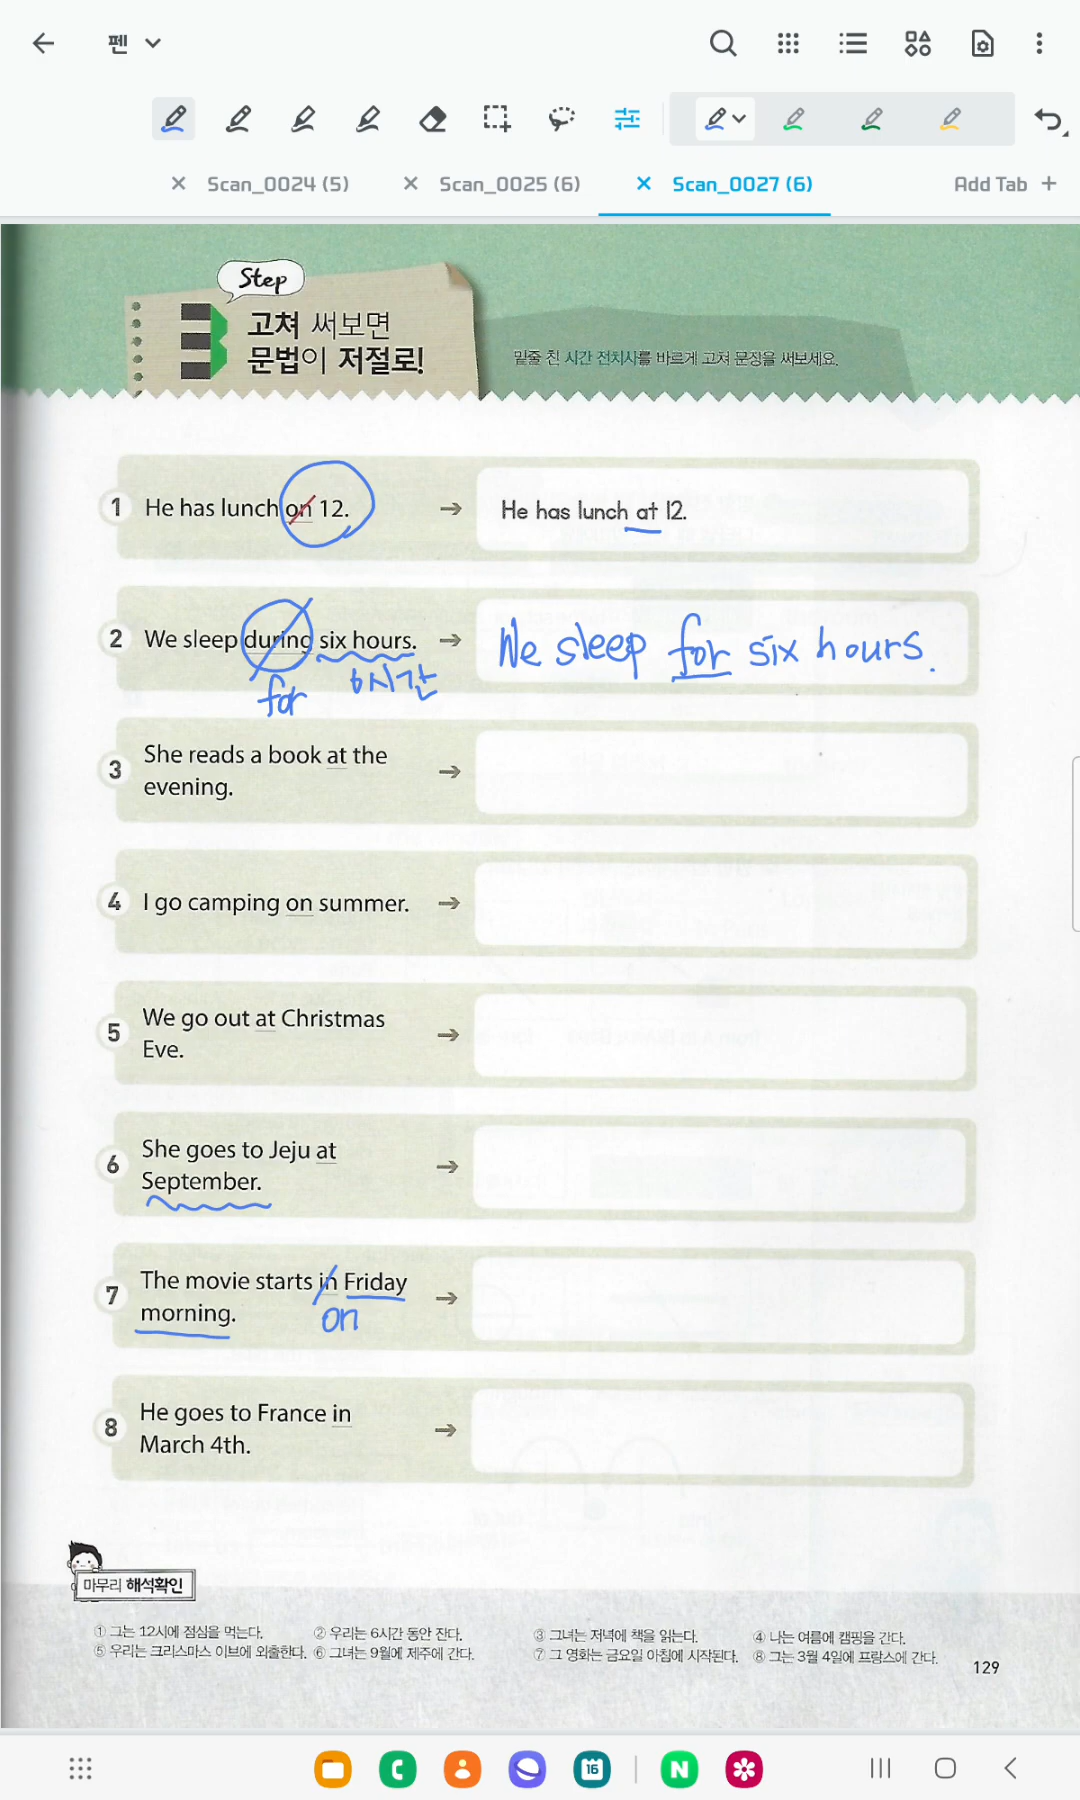 펜
Scan_0024 (5)
Scan_0025 (6)
Scan_0027 (6)
Add Tab +
Step
3
고쳐 써보면
문법이 저절로!
밑줄 친 시간 전치사를 바르게 고쳐 문장을 써보세요.
1 He has lunch on 12. → He has lunch at 12.
2 We sleep during six hours. → We sleep for six hours.
for 6시간
3 She reads a book at the
evening. →
4 I go camping on summer. →
5 We go out at Christmas
Eve. →
6 She goes to Jeju at
September. →
7 The movie starts in Friday
morning. →
on
8 He goes to France in
March 4th. →
마무리 해석확인
① 그는 12시에 점심을 먹는다. ② 우리는 6시간 동안 잔다. ③ 그녀는 저녁에 책을 읽는다. ④ 나는 여름에 캠핑을 간다.
⑤ 우리는 크리스마스 이브에 외출한다. ⑥ 그녀는 9월에 제주에 간다. ⑦ 그 영화는 금요일 아침에 시작된다. ⑧ 그는 3월 4일에 프랑스에 간다.
129
16
N